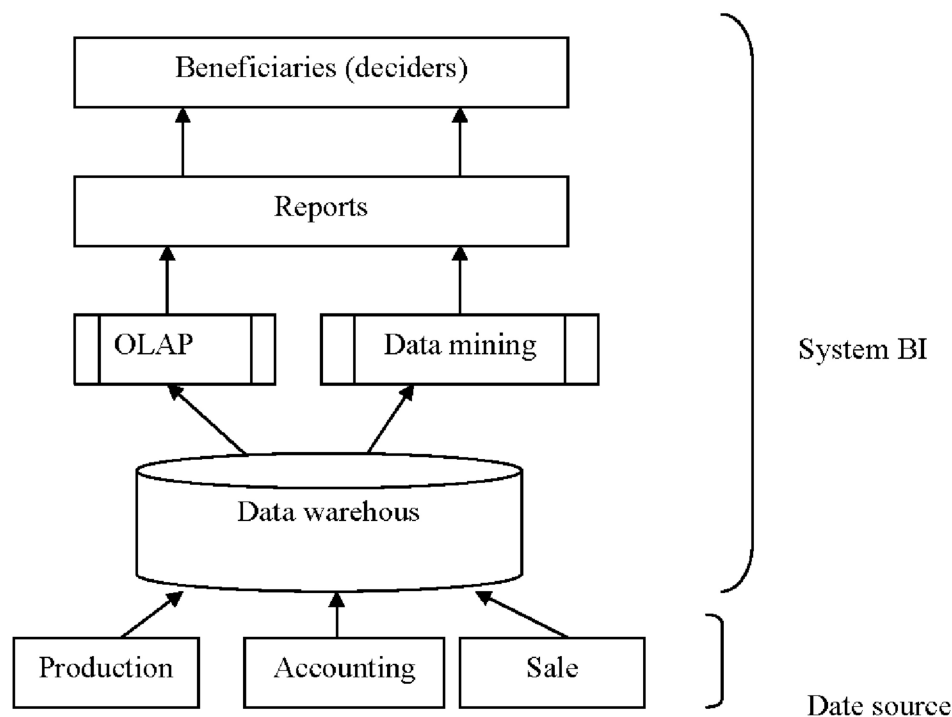 Beneficiaries (deciders)
Reports
OLAP
Data mining
System BI
Data warehous
Production
Accounting
Sale
Date source